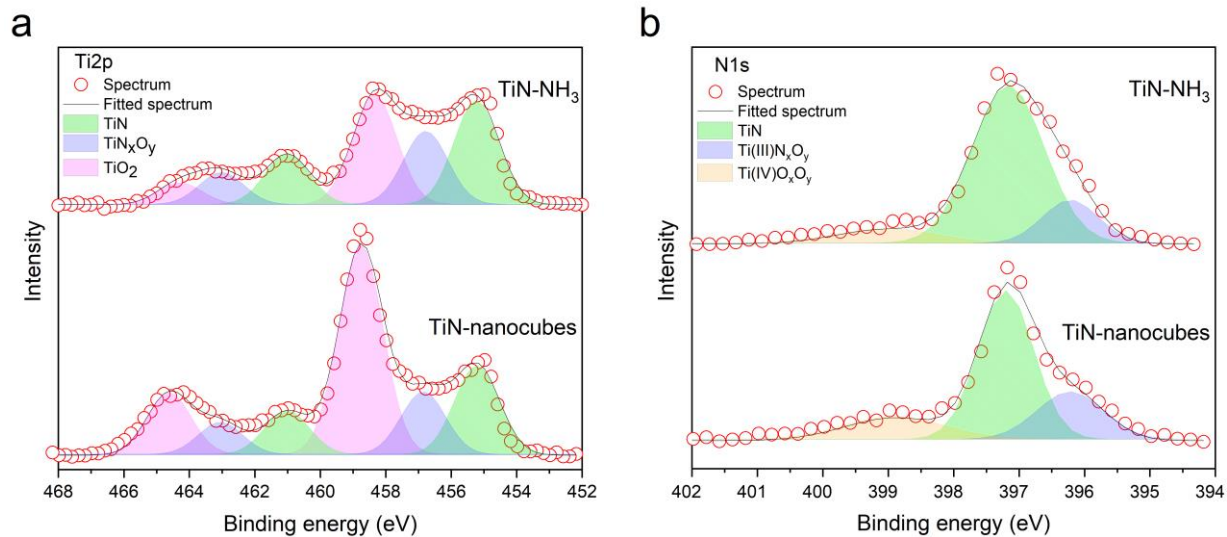 a
Ti2p
Spectrum
Fitted spectrum
TiN
TiNxOy
TiO2
TiN-NH3
TiN-nanocubes
Intensity
468 466 464 462 460 458 456 454 452
Binding energy (eV)
b
N1s
Spectrum
Fitted spectrum
TiN
Ti(III)NxOy
Ti(IV)OxOy
TiN-NH3
TiN-nanocubes
Intensity
402 401 400 399 398 397 396 395 394
Binding energy (eV)